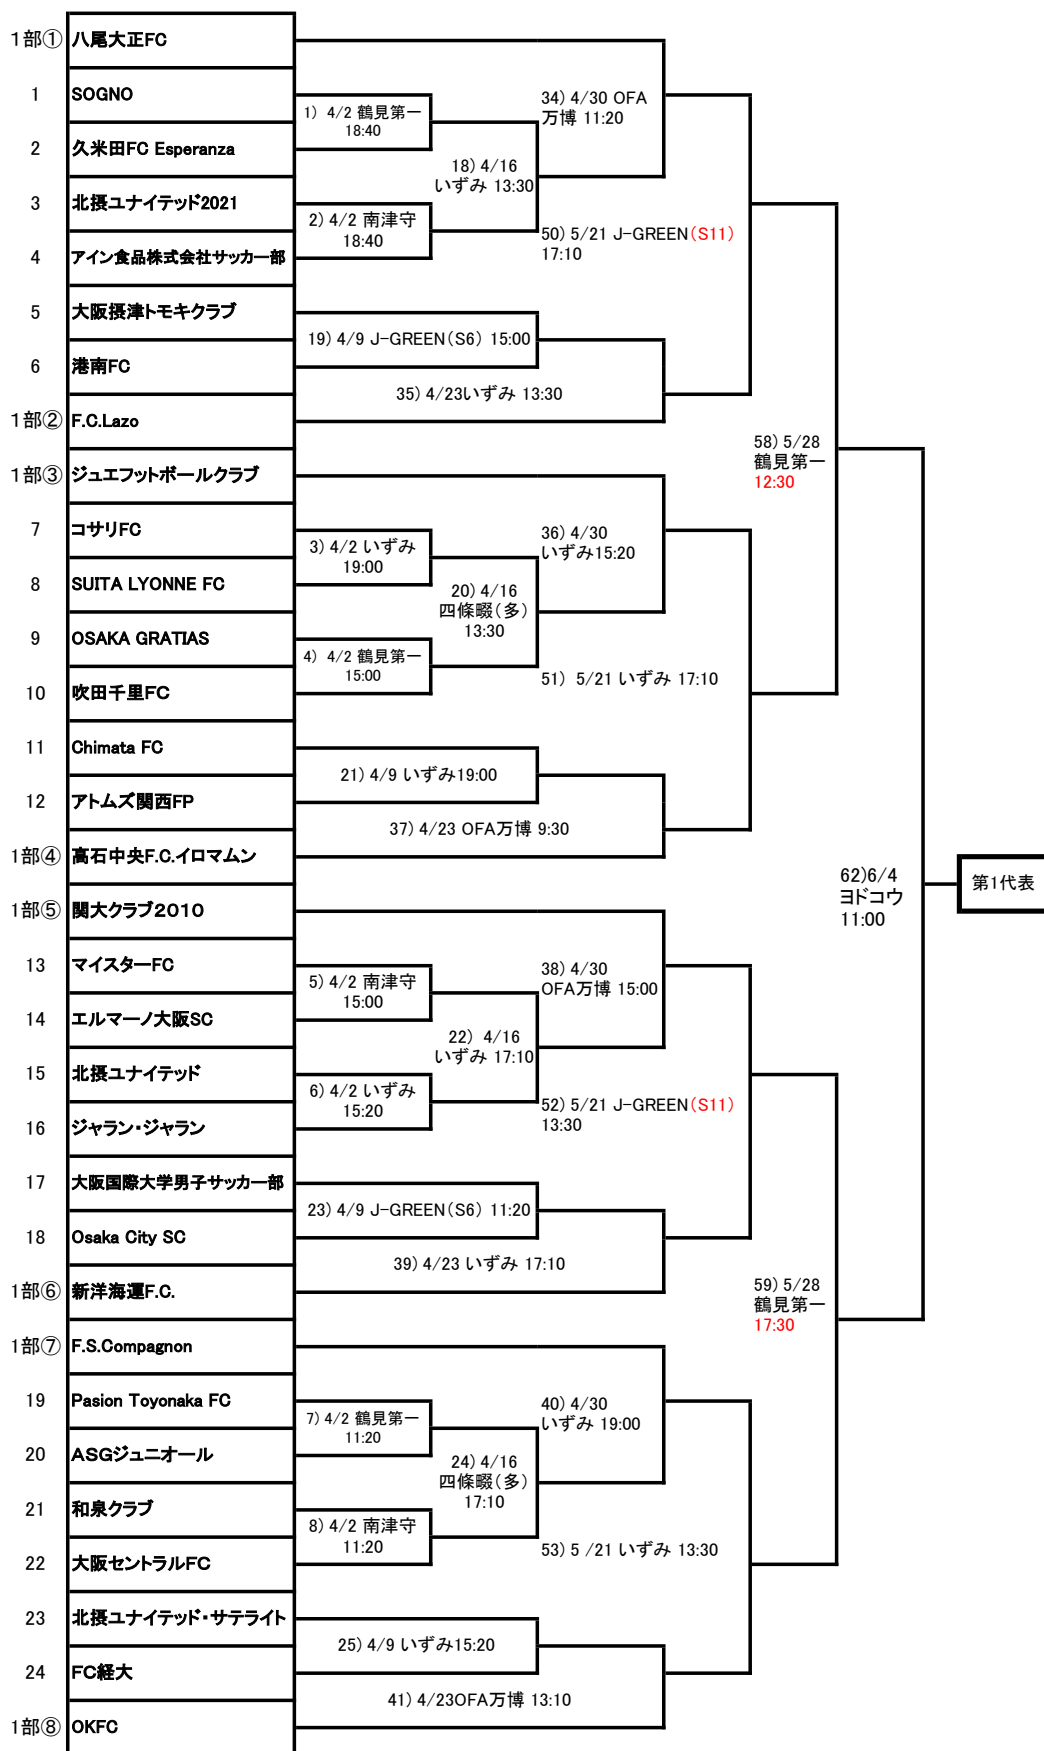 1部① 八尾大正FC
1 SOGNO
34) 4/30 OFA
万博 11:20
1) 4/2 鶴見第一
18:40
2 久米田FC Esperanza
18) 4/16
いずみ 13:30
3 北摂ユナイテッド2021
2) 4/2 南津守
18:40
50) 5/21 J-GREEN(S11)
17:10
4 アイン食品株式会社サッカー部
5 大阪摂津トモキクラブ
19) 4/9 J-GREEN(S6) 15:00
6 港南FC
35) 4/23いずみ 13:30
1部② F.C.Lazo
58) 5/28
鶴見第一
12:30
1部③ ジュエフットボールクラブ
7 コサリFC
36) 4/30
いずみ15:20
3) 4/2 いずみ
19:00
8 SUITA LYONNE FC
20) 4/16
四條畷(多)
13:30
9 OSAKA GRATIAS
4) 4/2 鶴見第一
15:00
51) 5/21 いずみ 17:10
10 吹田千里FC
11 Chimata FC
21) 4/9 いずみ19:00
12 アトムズ関西FP
37) 4/23 OFA万博 9:30
1部④ 高石中央F.C.イロマムン
62)6/4
ヨドコウ
11:00
第1代表
1部⑤ 関大クラブ2010
13 マイスターFC
38) 4/30
OFA万博 15:00
5) 4/2 南津守
15:00
14 エルマーノ大阪SC
22) 4/16
いずみ 17:10
15 北摂ユナイテッド
6) 4/2 いずみ
15:20
52) 5/21 J-GREEN(S11)
13:30
16 ジャラン・ジャラン
17 大阪国際大学男子サッカー部
23) 4/9 J-GREEN(S6) 11:20
18 Osaka City SC
39) 4/23 いずみ 17:10
1部⑥ 新洋海運F.C.
59) 5/28
鶴見第一
17:30
1部⑦ F.S.Compagnon
19 Pasion Toyonaka FC
40) 4/30
いずみ 19:00
7) 4/2 鶴見第一
11:20
20 ASGジュニオール
24) 4/16
四條畷(多)
17:10
21 和泉クラブ
8) 4/2 南津守
11:20
53) 5 /21 いずみ 13:30
22 大阪セントラルFC
23 北摂ユナイテッド・サテライト
25) 4/9 いずみ15:20
24 FC経大
41) 4/23OFA万博 13:10
1部⑧ OKFC